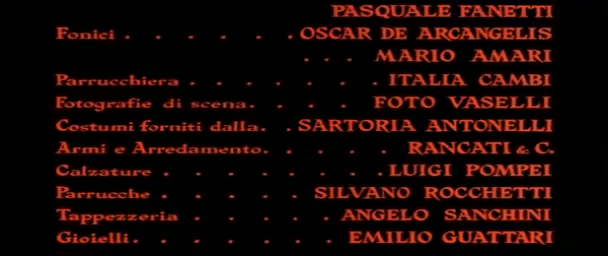 PASQUALE FANETTI
Fonici . . . . . . . OSCAR DE ARCANGELIS
. . . MARIO AMARI
Parrucchiera . . . . . . . ITALIA CAMBI
Fotografie di scena . . . . . FOTO VASELLI
Costumi forniti dalla . . SARTORIA ANTONELLI
Armi e Arredamento . . . . . RANCATI & C.
Calzature . . . . . . . . LUIGI POMPEI
Parrucche . . . . . SILVANO ROCCHETTI
Tappezzeria . . . . . ANGELO SANCHINI
Gioielli . . . . . . EMILIO GUATTARI